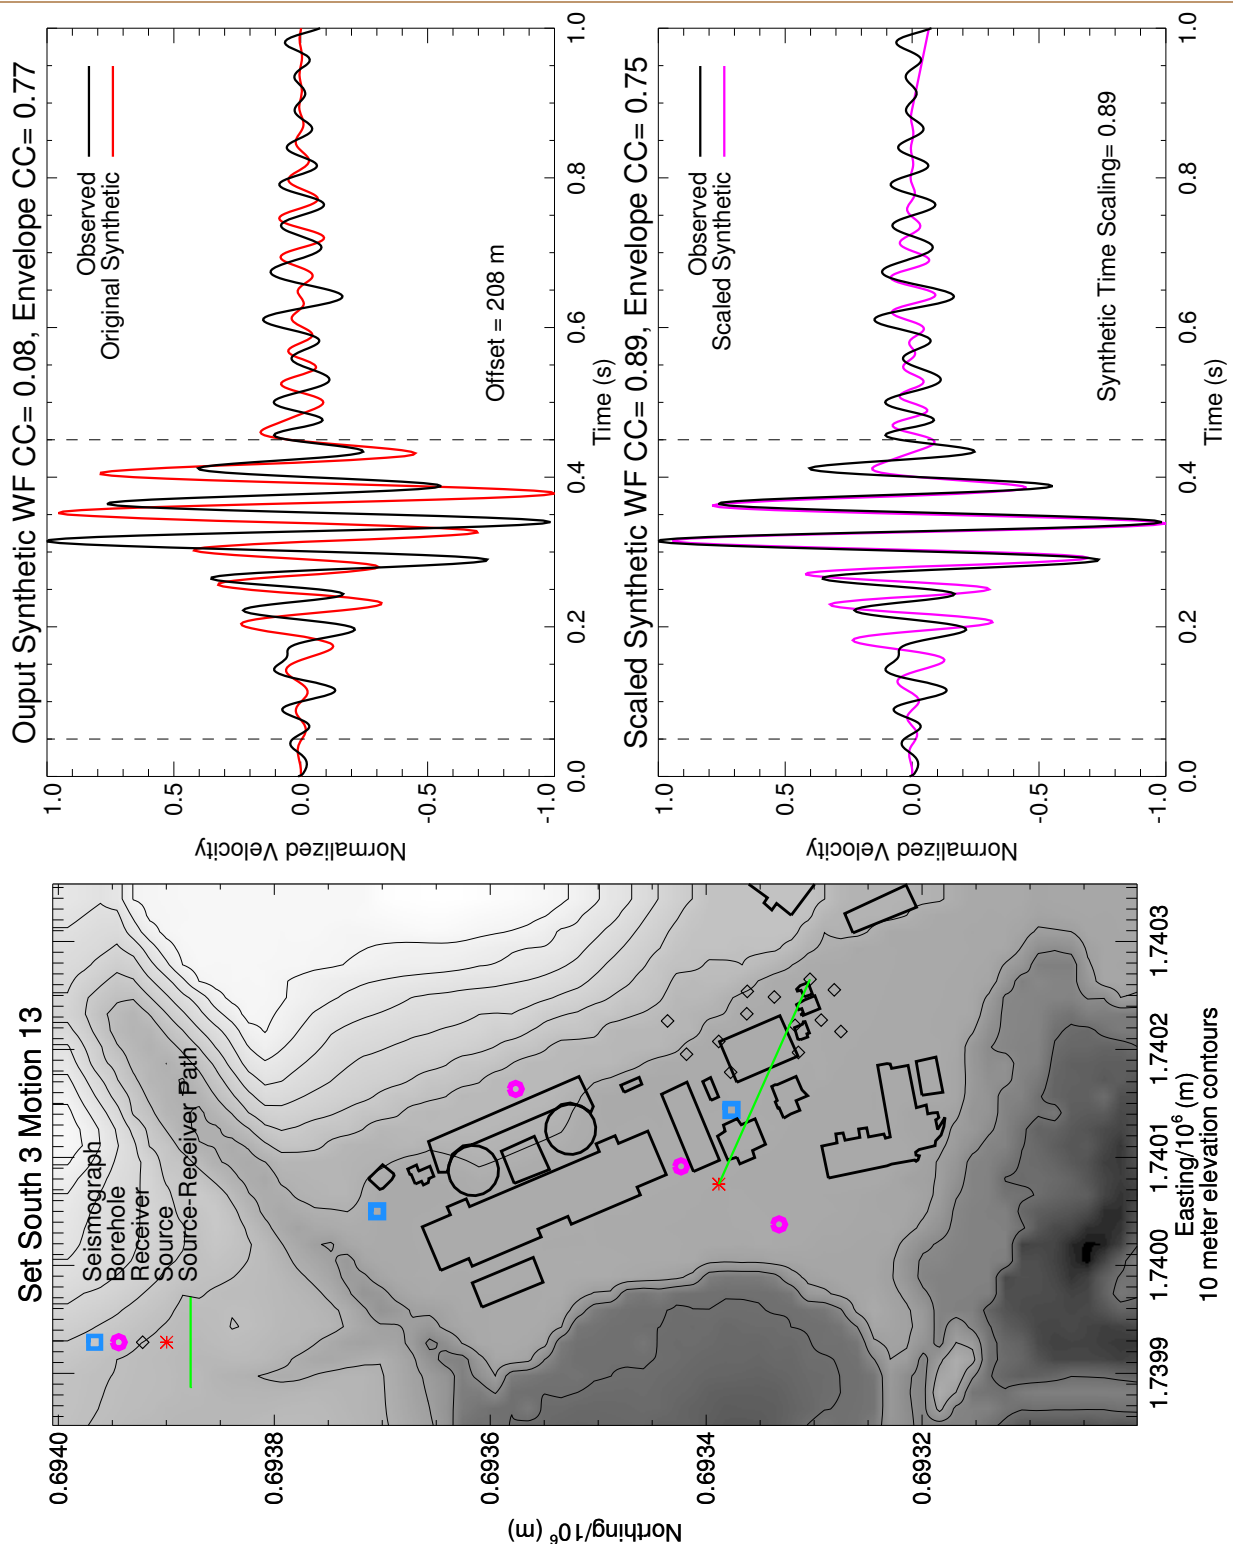 Set South 3 Motion 13
Seismograph
Borehole
Receiver
Source
Source-Receiver Path
0.6940
0.6938
0.6936
0.6934
0.6932
Northing/10⁶ (m)
1.7399
1.7400
1.7401
1.7402
1.7403
Easting/10⁶ (m)
10 meter elevation contours
Ouput Synthetic WF CC= 0.08, Envelope CC= 0.77
Observed
Original Synthetic
Offset = 208 m
1.0
0.5
0.0
-0.5
-1.0
Normalized Velocity
0.0
0.2
0.4
0.6
0.8
1.0
Time (s)
Scaled Synthetic WF CC= 0.89, Envelope CC= 0.75
Observed
Scaled Synthetic
Synthetic Time Scaling= 0.89
1.0
0.5
0.0
-0.5
-1.0
Normalized Velocity
0.0
0.2
0.4
0.6
0.8
1.0
Time (s)